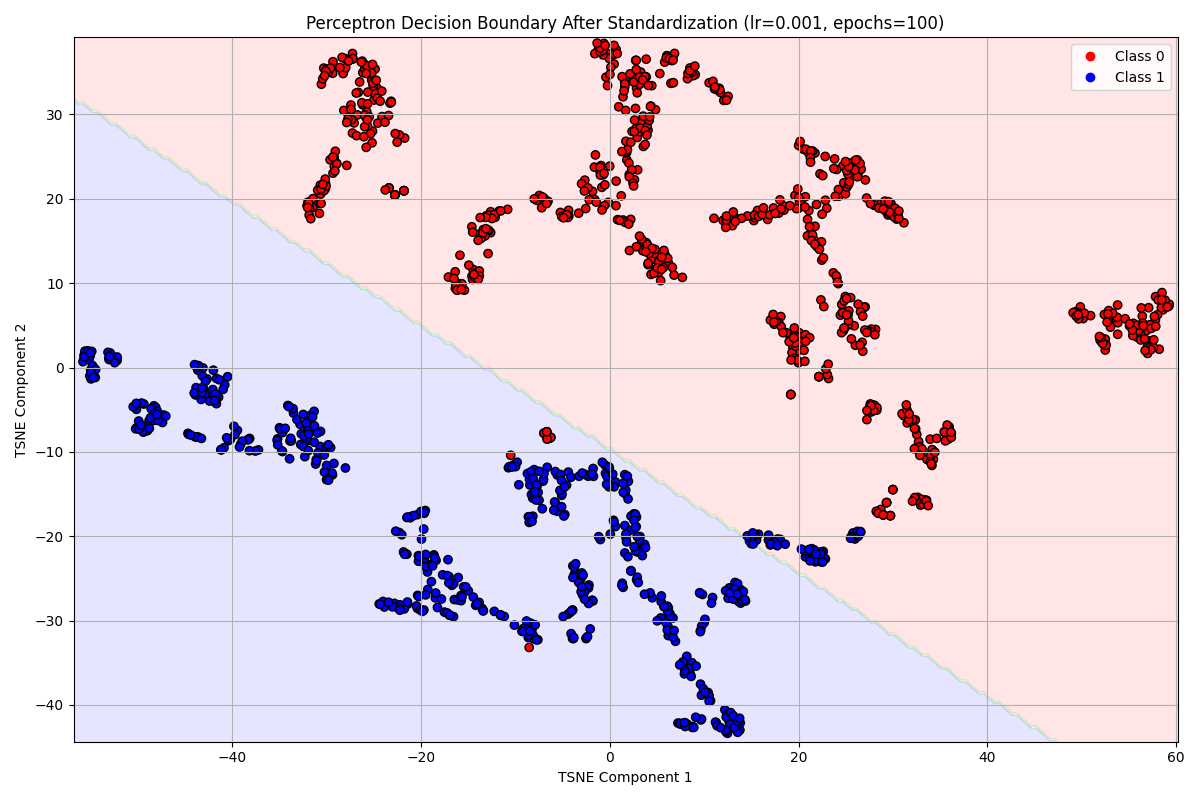 Perceptron Decision Boundary After Standardization (lr=0.001, epochs=100)
Class 0
Class 1
TSNE Component 2
30
20
10
0
−10
−20
−30
−40
−40
−20
0
20
40
60
TSNE Component 1